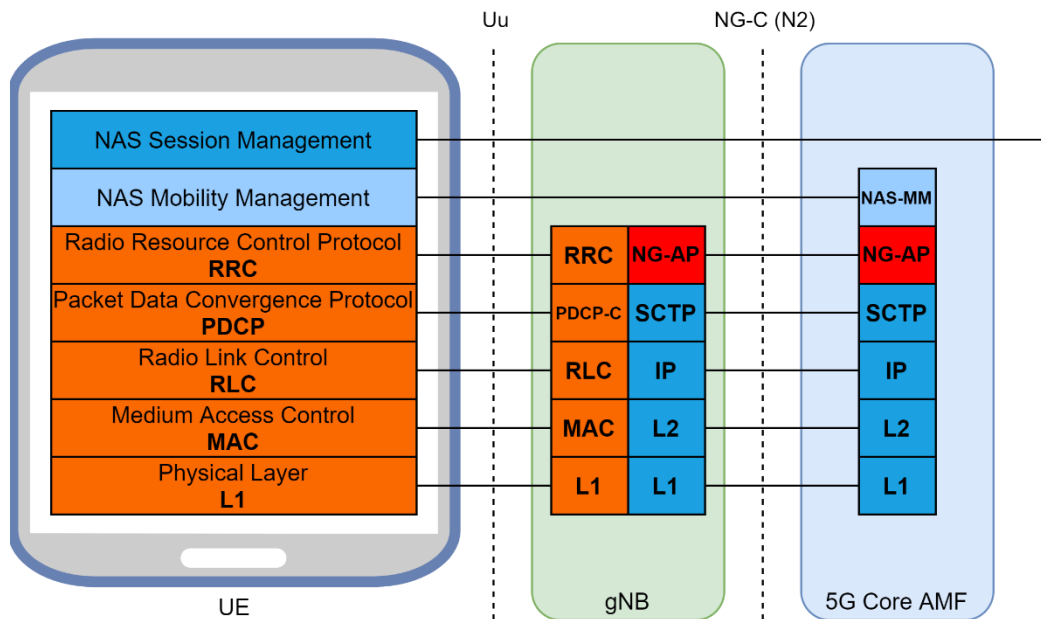 Uu
NG-C (N2)
NAS Session Management
NAS Mobility Management
NAS-MM
Radio Resource Control Protocol
RRC
RRC
NG-AP
NG-AP
Packet Data Convergence Protocol
PDCP
PDCP-C
SCTP
SCTP
Radio Link Control
RLC
RLC
IP
IP
Medium Access Control
MAC
MAC
L2
L2
Physical Layer
L1
L1
L1
L1
UE
gNB
5G Core AMF